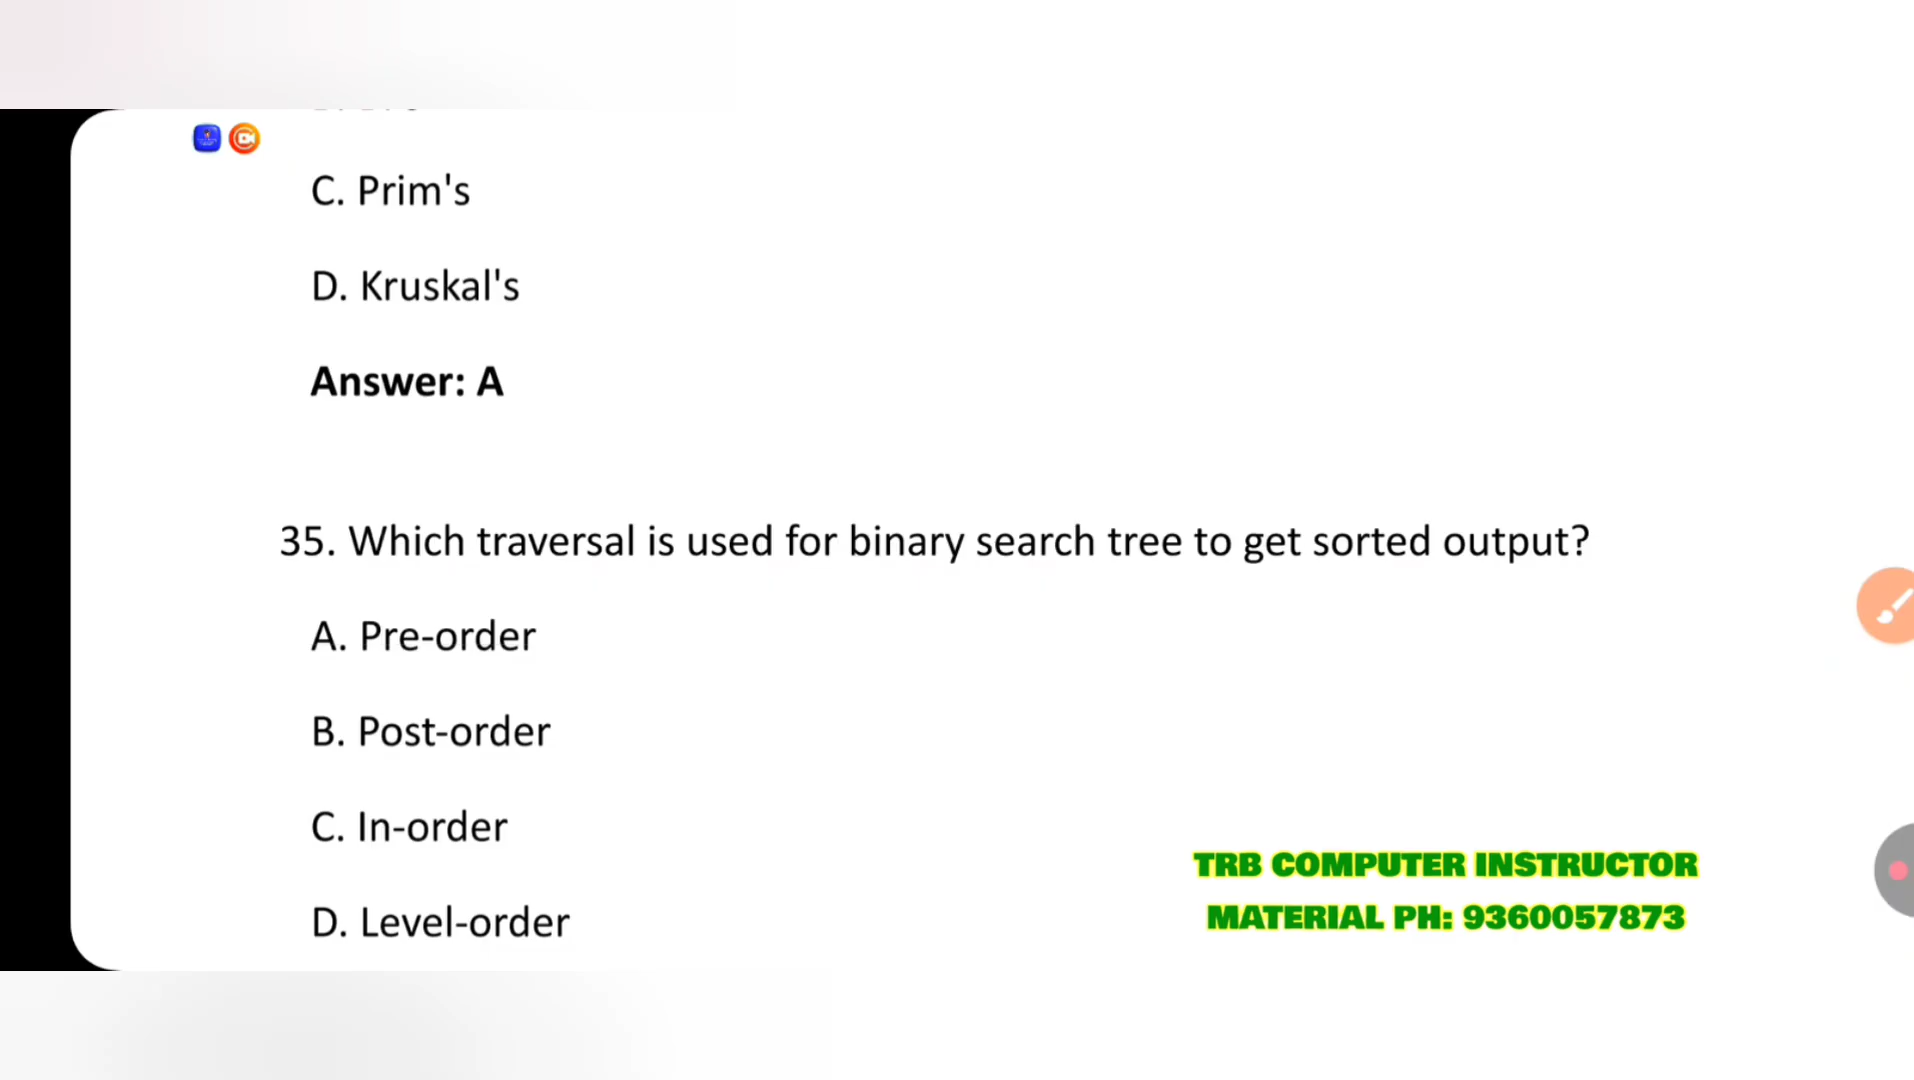 C. Prim's
D. Kruskal's
Answer: A
35. Which traversal is used for binary search tree to get sorted output?
A. Pre-order
B. Post-order
C. In-order
D. Level-order
TRB COMPUTER INSTRUCTOR
MATERIAL PH: 9360057873